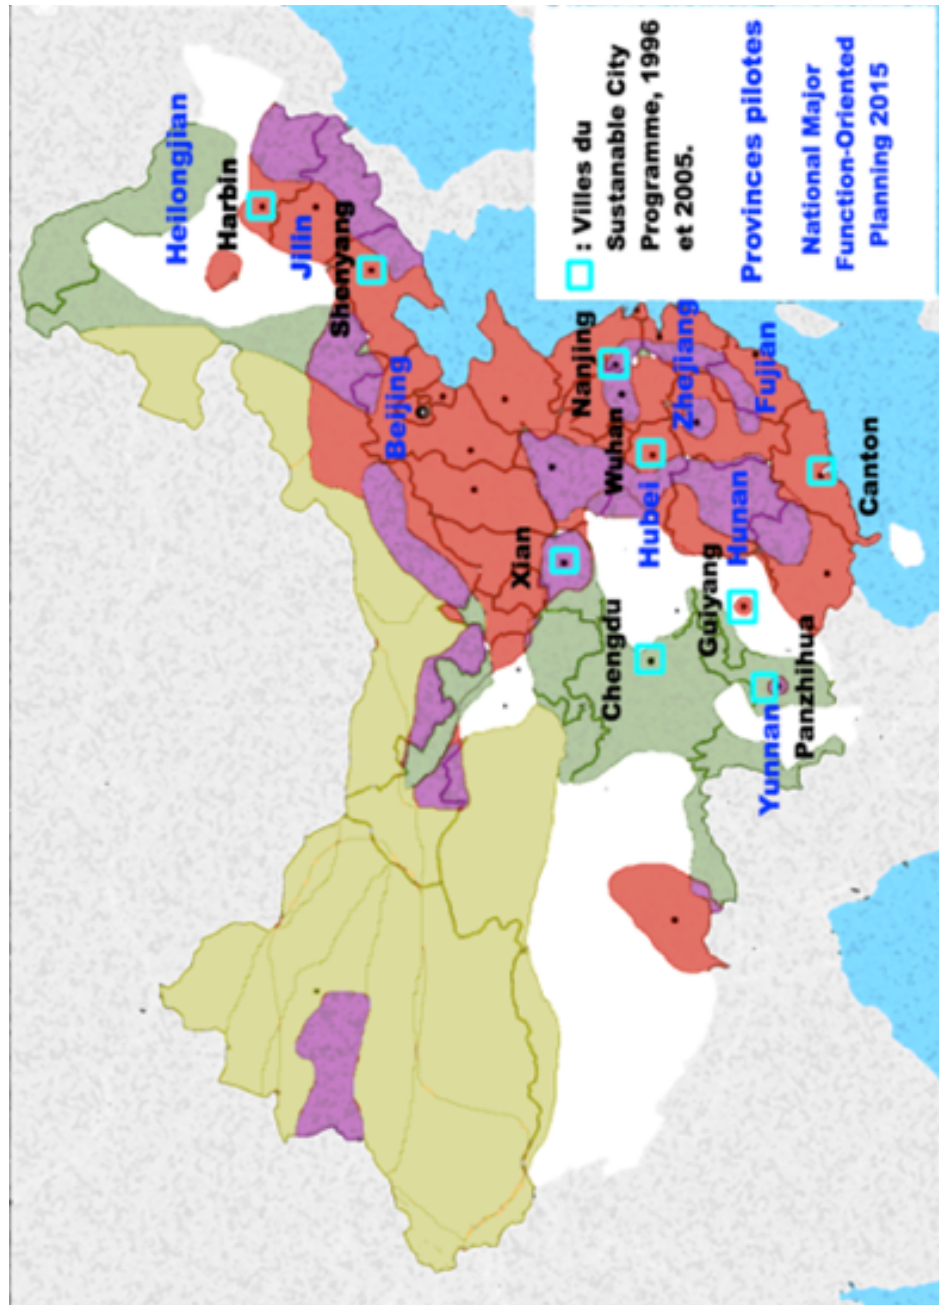 Heilongjian
Harbin
Jilin
Shenyang
Beijing
Nanjing
Wuhan
Zhejiang
Fujian
Xian
Hubei
Hunan
Canton
Chengdu
Guiyang
Yunnan
Panzhihua
: Villes du
Sustanable City
Programme, 1996
et 2005.
Provinces pilotes
National Major
Function-Oriented
Planning 2015